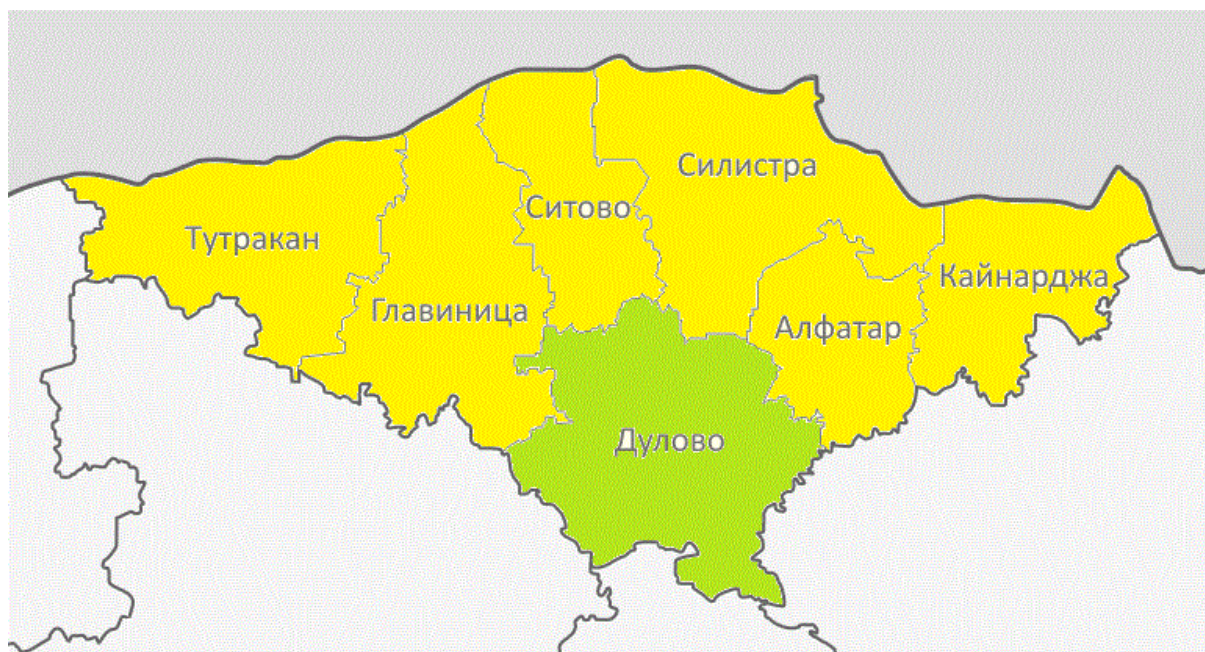 Силистра
Ситово
Тутракан
Кайнарджа
Главиница
Алфатар
Дулово